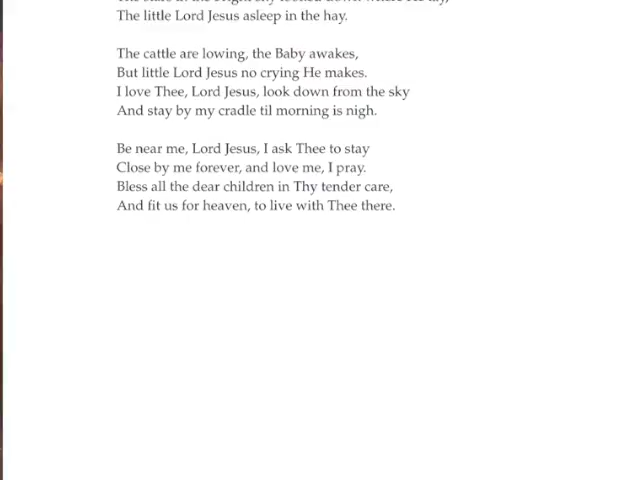 The little Lord Jesus asleep in the hay.
The cattle are lowing, the Baby awakes,
But little Lord Jesus no crying He makes.
I love Thee, Lord Jesus, look down from the sky
And stay by my cradle til morning is nigh.
Be near me, Lord Jesus, I ask Thee to stay
Close by me forever, and love me, I pray.
Bless all the dear children in Thy tender care,
And fit us for heaven, to live with Thee there.